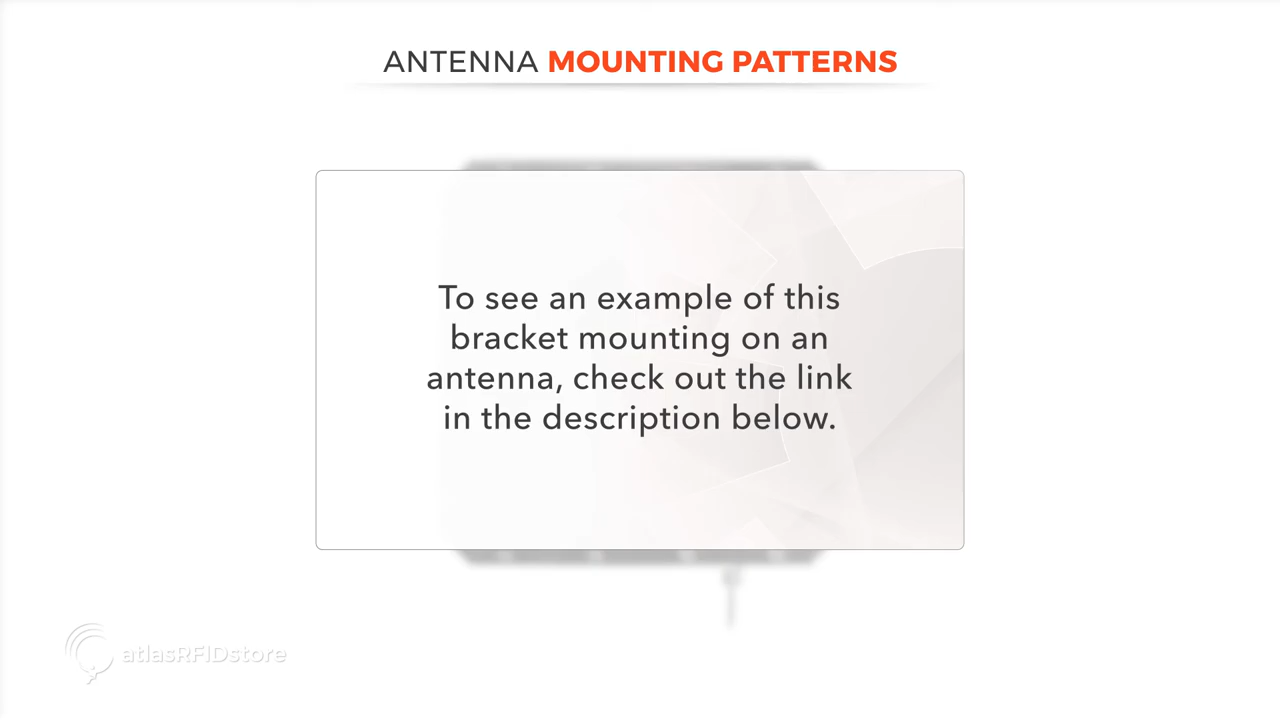 ANTENNA MOUNTING PATTERNS
To see an example of this
bracket mounting on an
antenna, check out the link
in the description below.
atlasRFIDstore